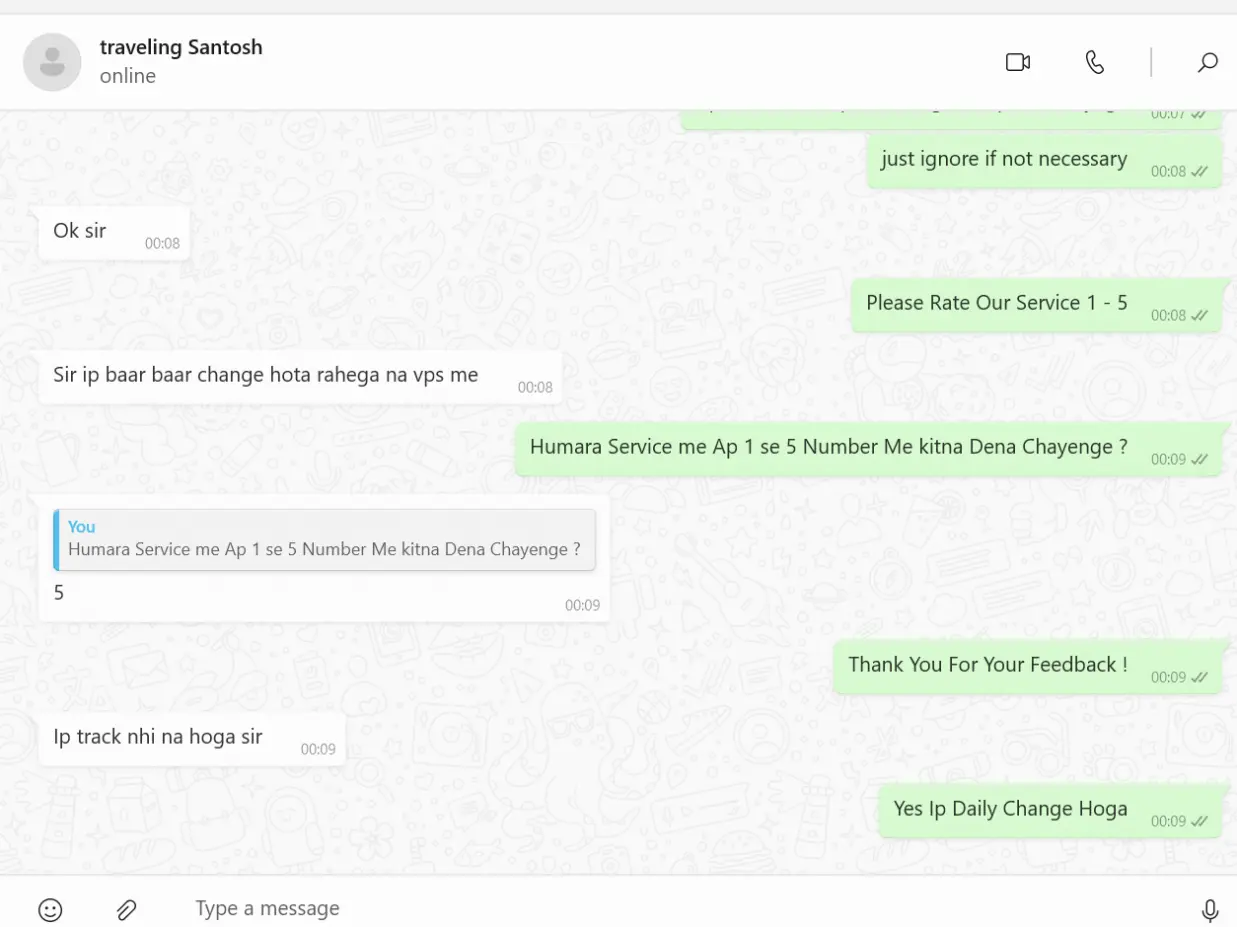 traveling Santosh
online
00:07
just ignore if not necessary
00:08
Ok sir
00:08
Please Rate Our Service 1 - 5
00:08
Sir ip baar baar change hota rahega na vps me
00:08
Humara Service me Ap 1 se 5 Number Me kitna Dena Chayenge ?
00:09
You
Humara Service me Ap 1 se 5 Number Me kitna Dena Chayenge ?
5
00:09
Thank You For Your Feedback !
00:09
Ip track nhi na hoga sir
00:09
Yes Ip Daily Change Hoga
00:09
Type a message